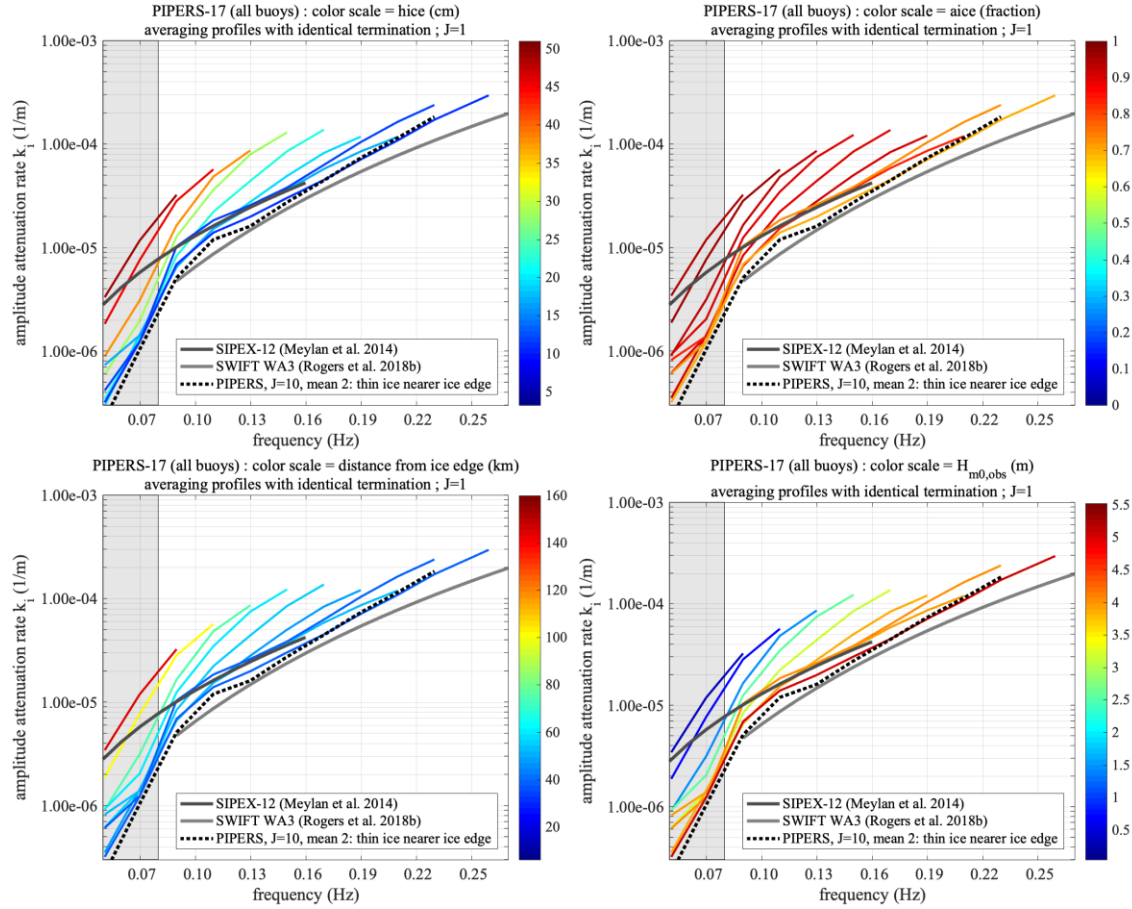 PIPERS-17 (all buoys) : color scale = hice (cm)
averaging profiles with identical termination ; J=1
1.00e-03
1.00e-04
1.00e-05
1.00e-06
amplitude attenuation rate k_i (1/m)
SIPEX-12 (Meylan et al. 2014)
SWIFT WA3 (Rogers et al. 2018b)
PIPERS, J=10, mean 2: thin ice nearer ice edge
0.07 0.10 0.13 0.16 0.19 0.22 0.25
frequency (Hz)
50
45
40
35
30
25
20
15
10
5
PIPERS-17 (all buoys) : color scale = aice (fraction)
averaging profiles with identical termination ; J=1
1.00e-03
1.00e-04
1.00e-05
1.00e-06
amplitude attenuation rate k_i (1/m)
SIPEX-12 (Meylan et al. 2014)
SWIFT WA3 (Rogers et al. 2018b)
PIPERS, J=10, mean 2: thin ice nearer ice edge
0.07 0.10 0.13 0.16 0.19 0.22 0.25
frequency (Hz)
1
0.9
0.8
0.7
0.6
0.5
0.4
0.3
0.2
0.1
0
PIPERS-17 (all buoys) : color scale = distance from ice edge (km)
averaging profiles with identical termination ; J=1
1.00e-03
1.00e-04
1.00e-05
1.00e-06
amplitude attenuation rate k_i (1/m)
SIPEX-12 (Meylan et al. 2014)
SWIFT WA3 (Rogers et al. 2018b)
PIPERS, J=10, mean 2: thin ice nearer ice edge
0.07 0.10 0.13 0.16 0.19 0.22 0.25
frequency (Hz)
160
140
120
100
80
60
40
20
PIPERS-17 (all buoys) : color scale = H_m0,obs (m)
averaging profiles with identical termination ; J=1
1.00e-03
1.00e-04
1.00e-05
1.00e-06
amplitude attenuation rate k_i (1/m)
SIPEX-12 (Meylan et al. 2014)
SWIFT WA3 (Rogers et al. 2018b)
PIPERS, J=10, mean 2: thin ice nearer ice edge
0.07 0.10 0.13 0.16 0.19 0.22 0.25
frequency (Hz)
5.5
5
4.5
4
3.5
3
2.5
2
1.5
1
0.5